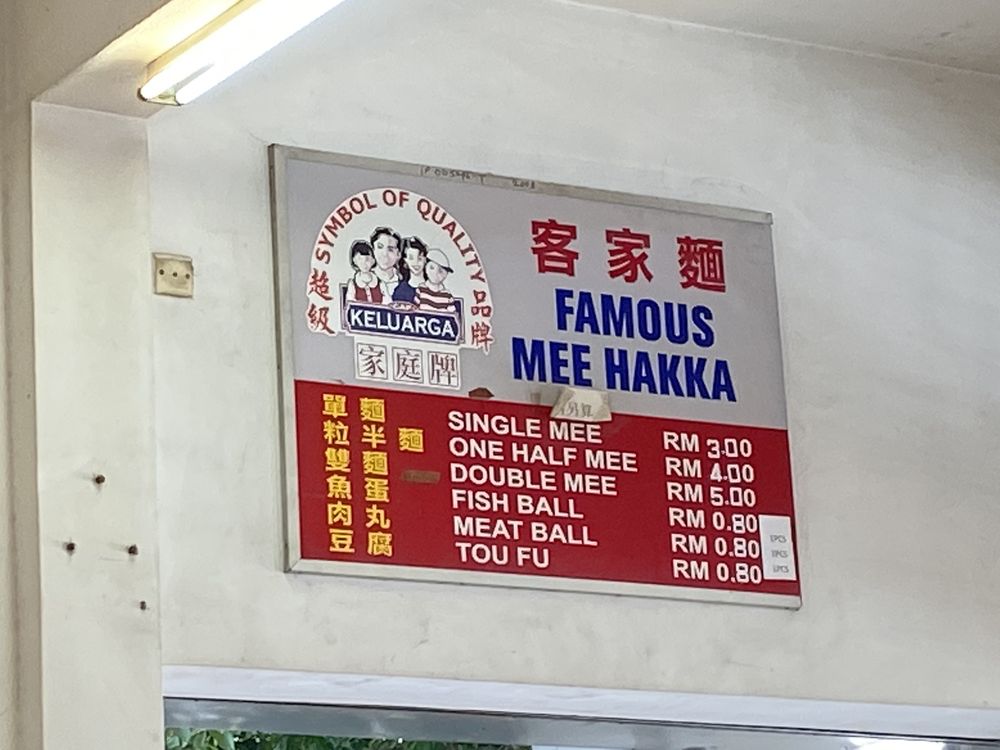 SYMBOL OF QUALITY
超級
品牌
KELUARGA
家庭牌
客家麵
FAMOUS
MEE HAKKA
單麵 SINGLE MEE RM 3.00
粒半麵 ONE HALF MEE RM 4.00
雙麵 DOUBLE MEE RM 5.00
魚蛋 FISH BALL RM 0.80
肉丸 MEAT BALL RM 0.80
豆腐 TOU FU RM 0.80
1PCS
1PCS
1PCS